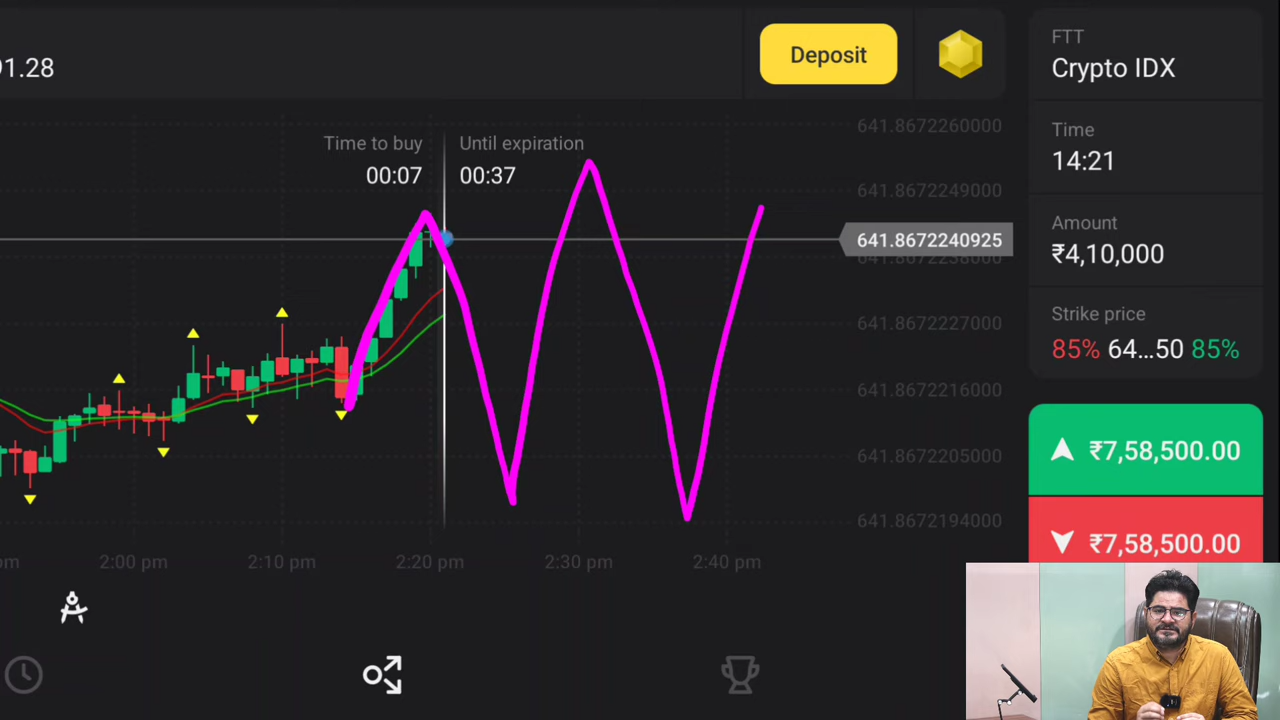 91.28
Deposit
FTT
Crypto IDX
Time
14:21
Amount
₹4,10,000
Strike price
85% 64...50 85%
₹7,58,500.00
₹7,58,500.00
Time to buy
00:07
Until expiration
00:37
641.8672260000
641.8672249000
641.8672240925
641.8672238000
641.8672227000
641.8672216000
641.8672205000
641.8672194000
pm
2:00 pm
2:10 pm
2:20 pm
2:30 pm
2:40 pm